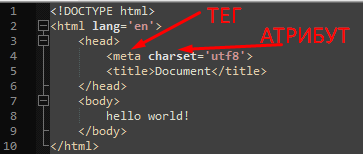 1 <!DOCTYPE html>
ТЕГ
2 <html lang='en'>
3 <head>
АТРИБУТ
4 <meta charset='utf8'>
5 <title>Document</title>
6 </head>
7 <body>
8 hello world!
9 </body>
10 </html>